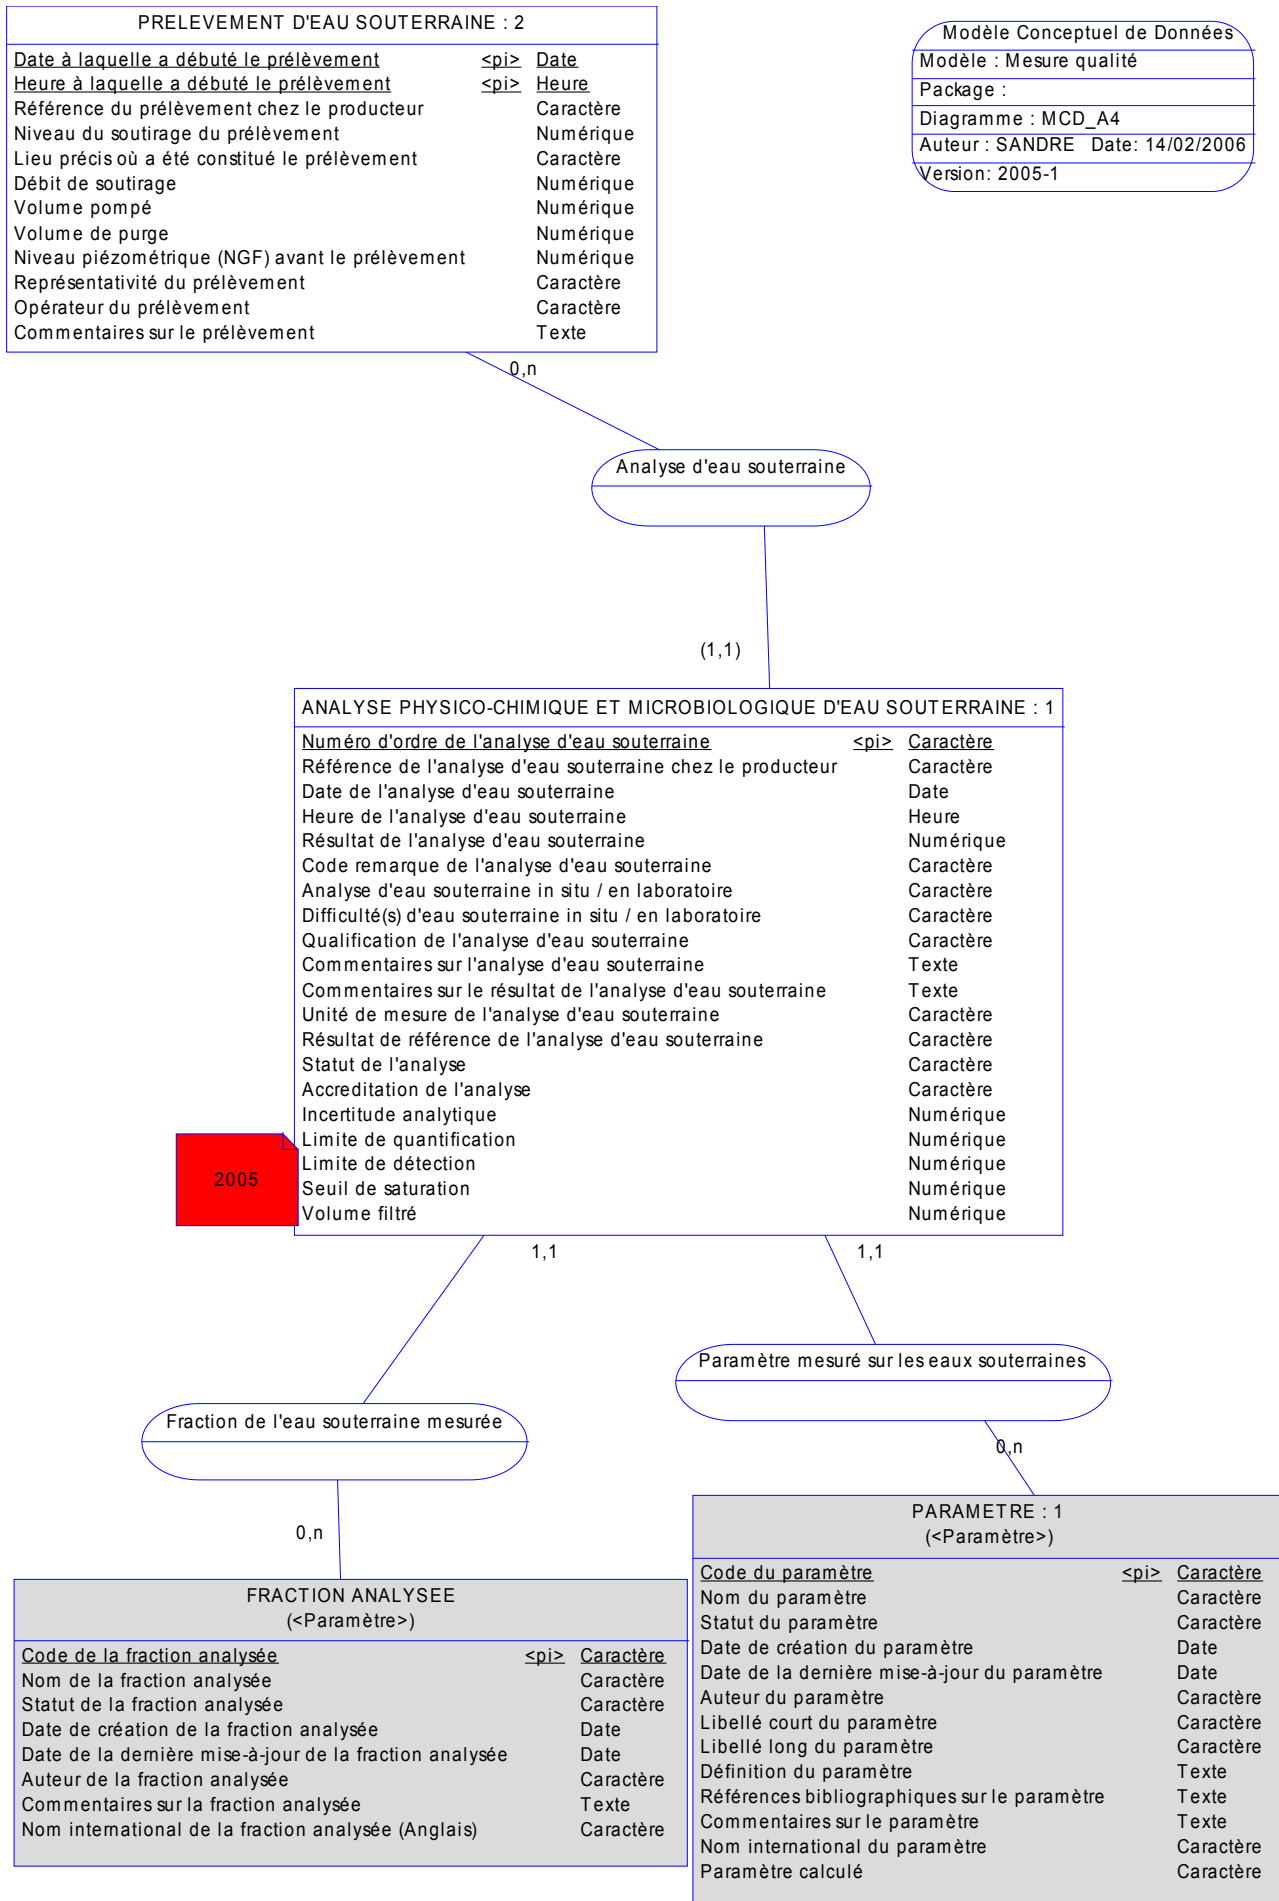 PRELEVEMENT D'EAU SOUTERRAINE : 2
Date à laquelle a débuté le prélèvement <pi> Date
Heure à laquelle a débuté le prélèvement <pi> Heure
Référence du prélèvement chez le producteur Caractère
Niveau du soutirage du prélèvement Numérique
Lieu précis où a été constitué le prélèvement Caractère
Débit de soutirage Numérique
Volume pompé Numérique
Volume de purge Numérique
Niveau piézométrique (NGF) avant le prélèvement Numérique
Représentativité du prélèvement Caractère
Opérateur du prélèvement Caractère
Commentaires sur le prélèvement Texte
Modèle Conceptuel de Données
Modèle : Mesure qualité
Package :
Diagramme : MCD_A4
Auteur : SANDRE Date: 14/02/2006
Version: 2005-1
0,n
Analyse d'eau souterraine
(1,1)
ANALYSE PHYSICO-CHIMIQUE ET MICROBIOLOGIQUE D'EAU SOUTERRAINE : 1
Numéro d'ordre de l'analyse d'eau souterraine <pi> Caractère
Référence de l'analyse d'eau souterraine chez le producteur Caractère
Date de l'analyse d'eau souterraine Date
Heure de l'analyse d'eau souterraine Heure
Résultat de l'analyse d'eau souterraine Numérique
Code remarque de l'analyse d'eau souterraine Caractère
Analyse d'eau souterraine in situ / en laboratoire Caractère
Difficulté(s) d'eau souterraine in situ / en laboratoire Caractère
Qualification de l'analyse d'eau souterraine Caractère
Commentaires sur l'analyse d'eau souterraine Texte
Commentaires sur le résultat de l'analyse d'eau souterraine Texte
Unité de mesure de l'analyse d'eau souterraine Caractère
Résultat de référence de l'analyse d'eau souterraine Caractère
Statut de l'analyse Caractère
Accreditation de l'analyse Caractère
Incertitude analytique Numérique
Limite de quantification Numérique
Limite de détection Numérique
Seuil de saturation Numérique
Volume filtré Numérique
2005
1,1
1,1
Paramètre mesuré sur les eaux souterraines
Fraction de l'eau souterraine mesurée
0,n
0,n
FRACTION ANALYSEE
(<Paramètre>)
Code de la fraction analysée <pi> Caractère
Nom de la fraction analysée Caractère
Statut de la fraction analysée Caractère
Date de création de la fraction analysée Date
Date de la dernière mise-à-jour de la fraction analysée Date
Auteur de la fraction analysée Caractère
Commentaires sur la fraction analysée Texte
Nom international de la fraction analysée (Anglais) Caractère
PARAMETRE : 1
(<Paramètre>)
Code du paramètre <pi> Caractère
Nom du paramètre Caractère
Statut du paramètre Caractère
Date de création du paramètre Date
Date de la dernière mise-à-jour du paramètre Date
Auteur du paramètre Caractère
Libellé court du paramètre Caractère
Libellé long du paramètre Caractère
Définition du paramètre Texte
Références bibliographiques sur le paramètre Texte
Commentaires sur le paramètre Texte
Nom international du paramètre Caractère
Paramètre calculé Caractère